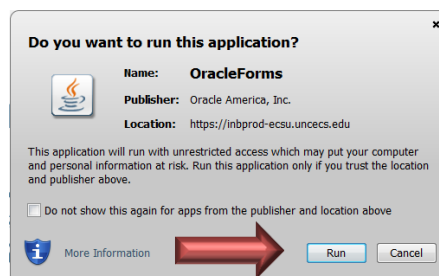 Do you want to run this application?
Name: OracleForms
Publisher: Oracle America, Inc.
Location: https://inbprod-ecsu.uncecs.edu
This application will run with unrestricted access which may put your computer
and personal information at risk. Run this application only if you trust the location
and publisher above.
Do not show this again for apps from the publisher and location above
More Information
Run
Cancel